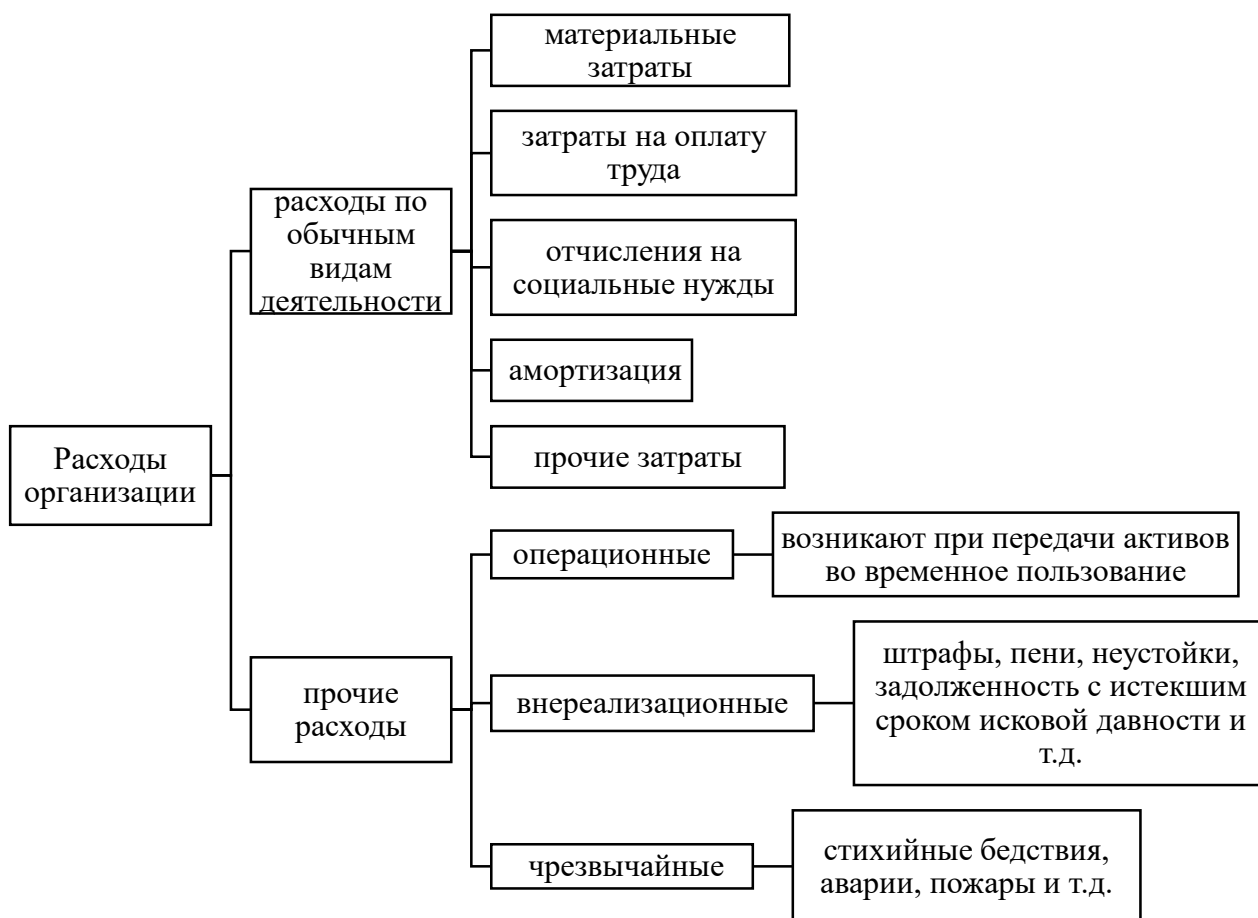 Расходы
организации
расходы по
обычным
видам
деятельности
материальные
затраты
затраты на оплату
труда
отчисления на
социальные нужды
амортизация
прочие затраты
прочие
расходы
операционные
возникают при передачи активов
во временное пользование
внереализационные
штрафы, пени, неустойки,
задолженность с истекшим
сроком исковой давности и
т.д.
чрезвычайные
стихийные бедствия,
аварии, пожары и т.д.